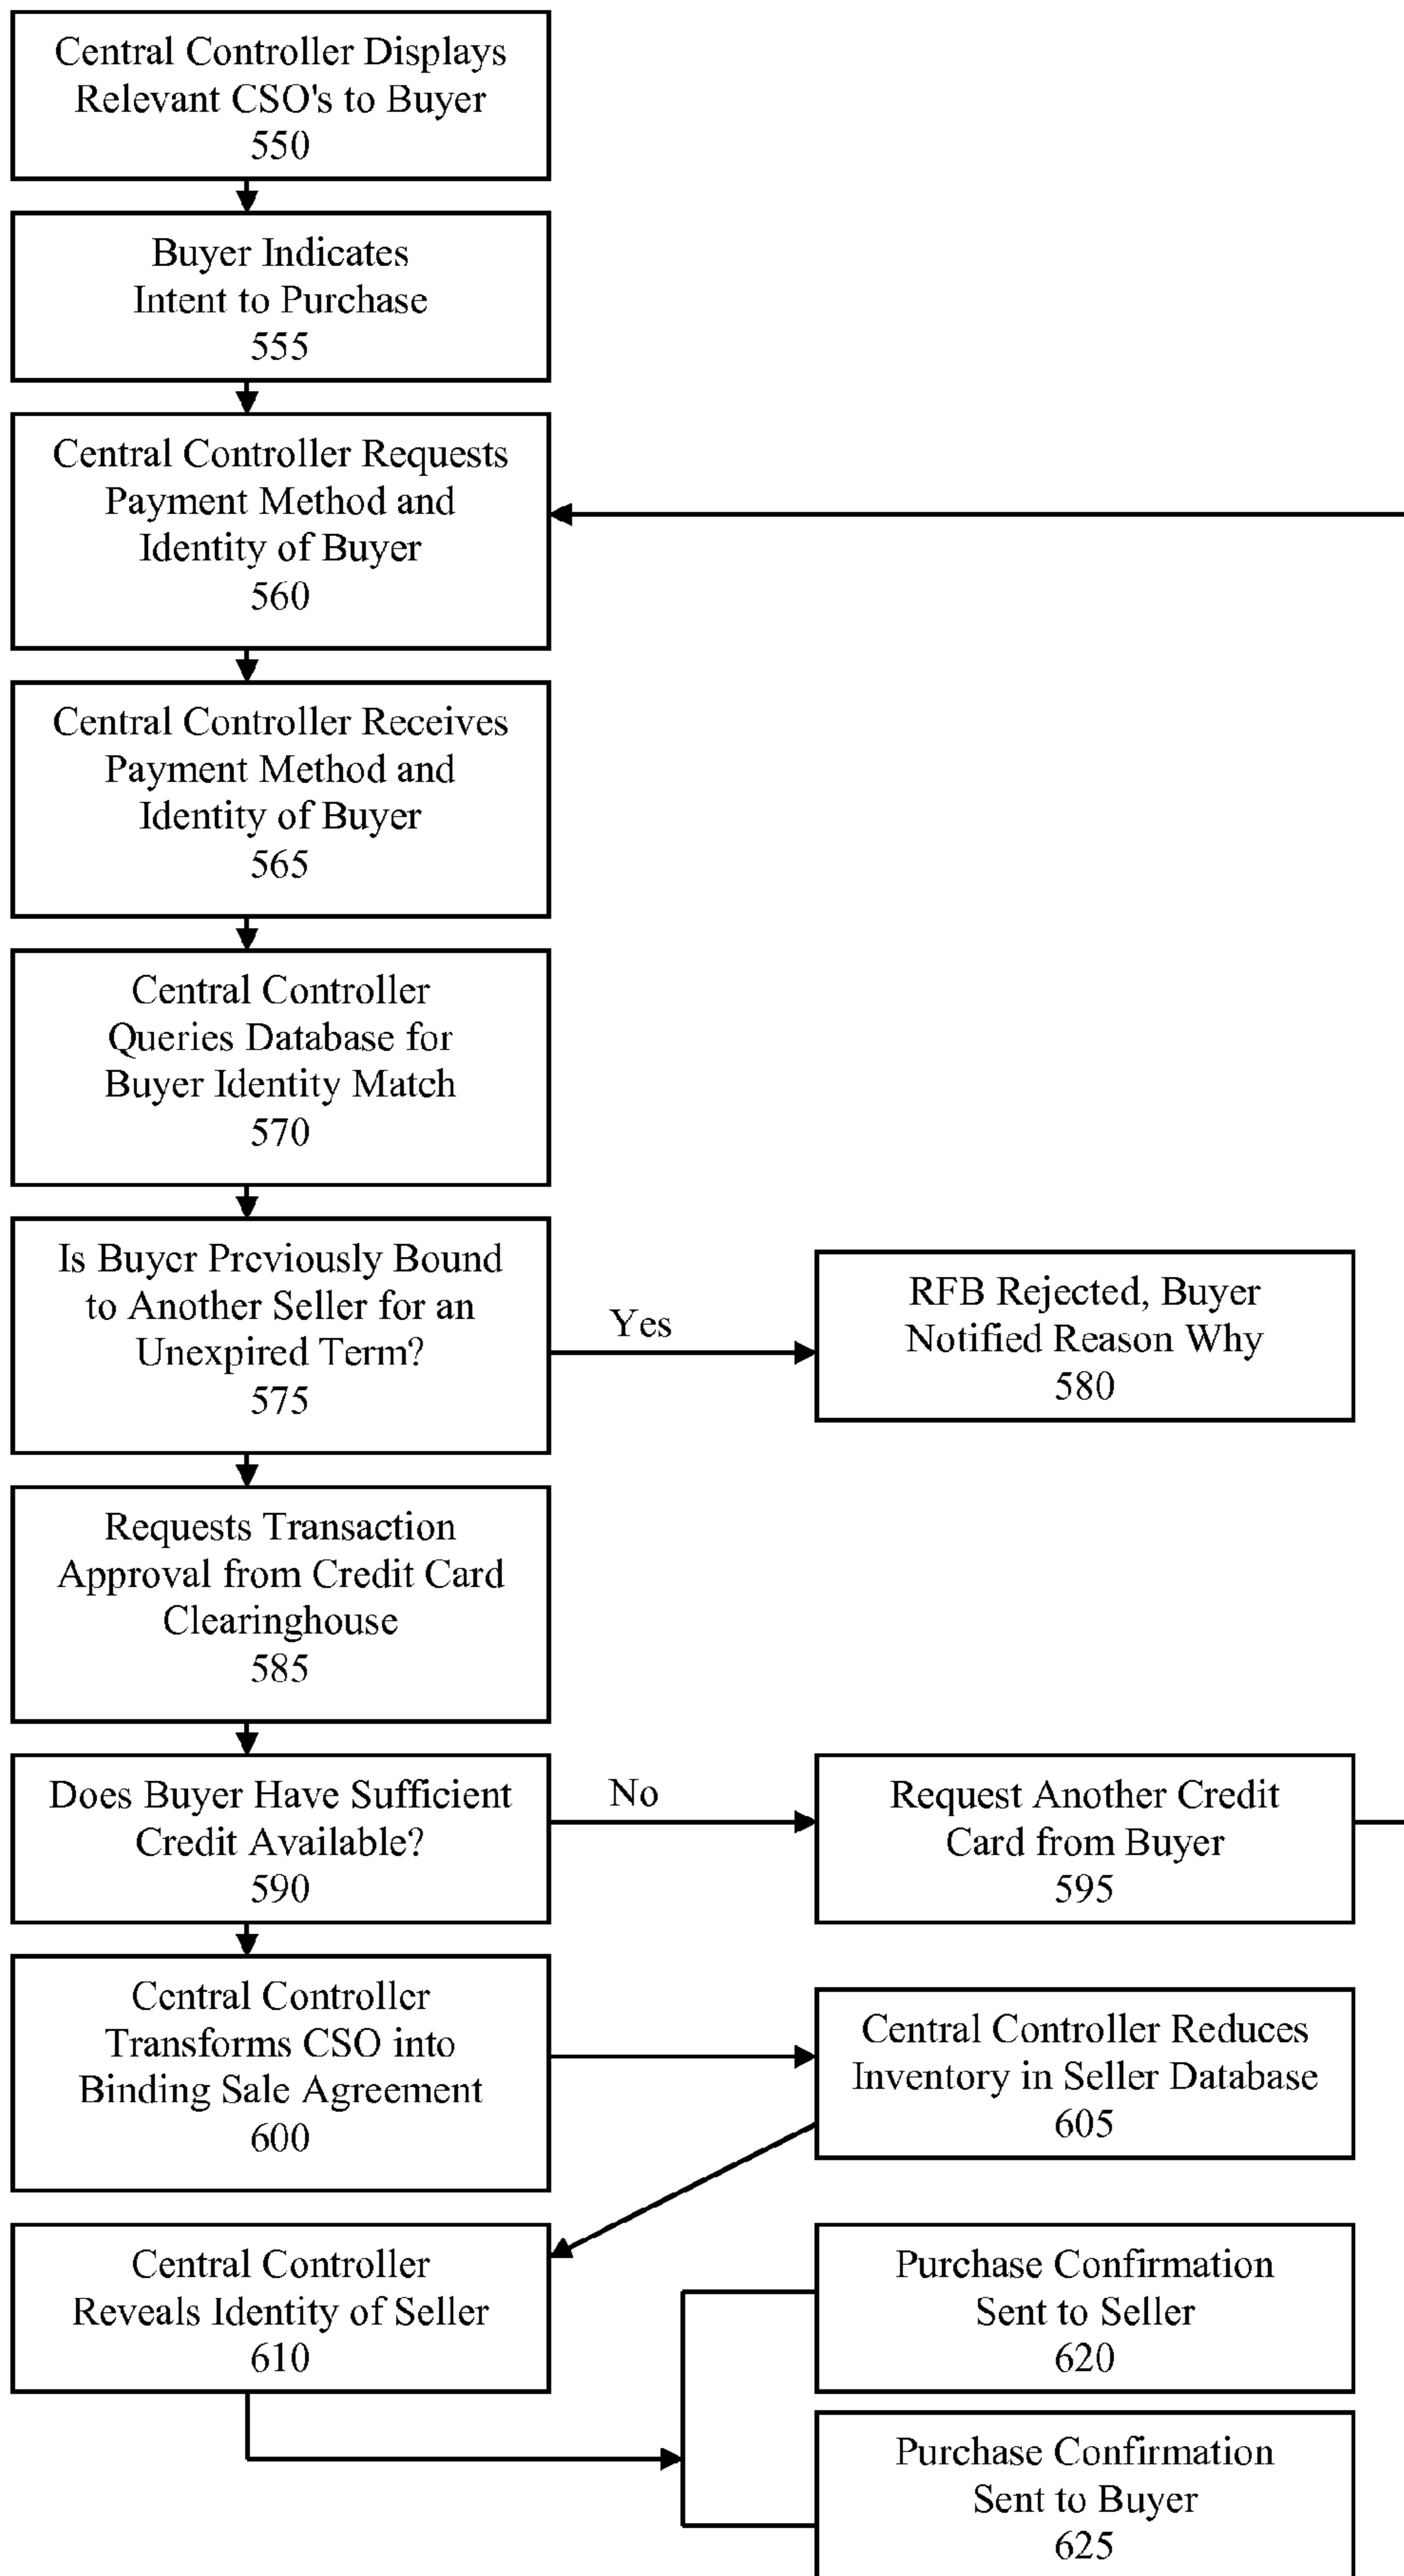 Central Controller Displays
Relevant CSO's to Buyer
550
Buyer Indicates
Intent to Purchase
555
Central Controller Requests
Payment Method and
Identity of Buyer
560
Central Controller Receives
Payment Method and
Identity of Buyer
565
Central Controller
Queries Database for
Buyer Identity Match
570
Is Buyer Previously Bound
to Another Seller for an
Unexpired Term?
575
Yes
RFB Rejected, Buyer
Notified Reason Why
580
Requests Transaction
Approval from Credit Card
Clearinghouse
585
Does Buyer Have Sufficient
Credit Available?
590
No
Request Another Credit
Card from Buyer
595
Central Controller
Transforms CSO into
Binding Sale Agreement
600
Central Controller Reduces
Inventory in Seller Database
605
Central Controller
Reveals Identity of Seller
610
Purchase Confirmation
Sent to Seller
620
Purchase Confirmation
Sent to Buyer
625